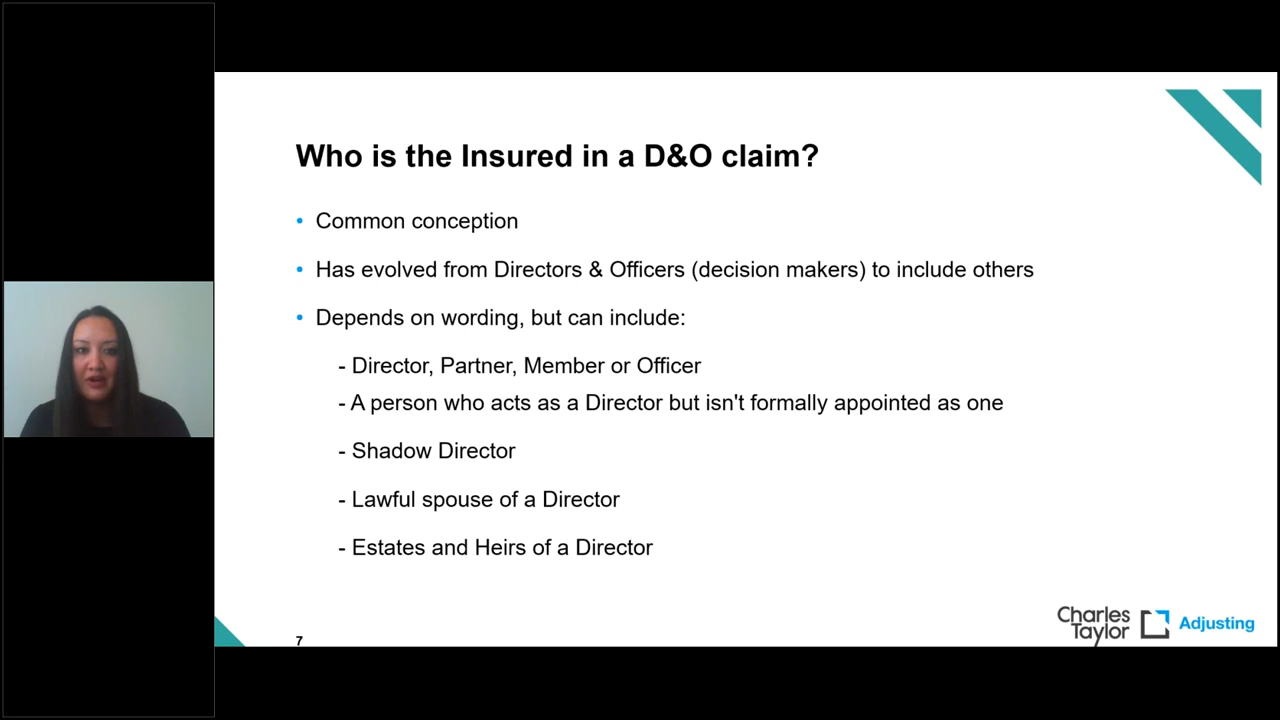 Who is the Insured in a D&O claim?
• Common conception
• Has evolved from Directors & Officers (decision makers) to include others
• Depends on wording, but can include:
- Director, Partner, Member or Officer
- A person who acts as a Director but isn't formally appointed as one
- Shadow Director
- Lawful spouse of a Director
- Estates and Heirs of a Director
7
Charles
Taylor
Adjusting